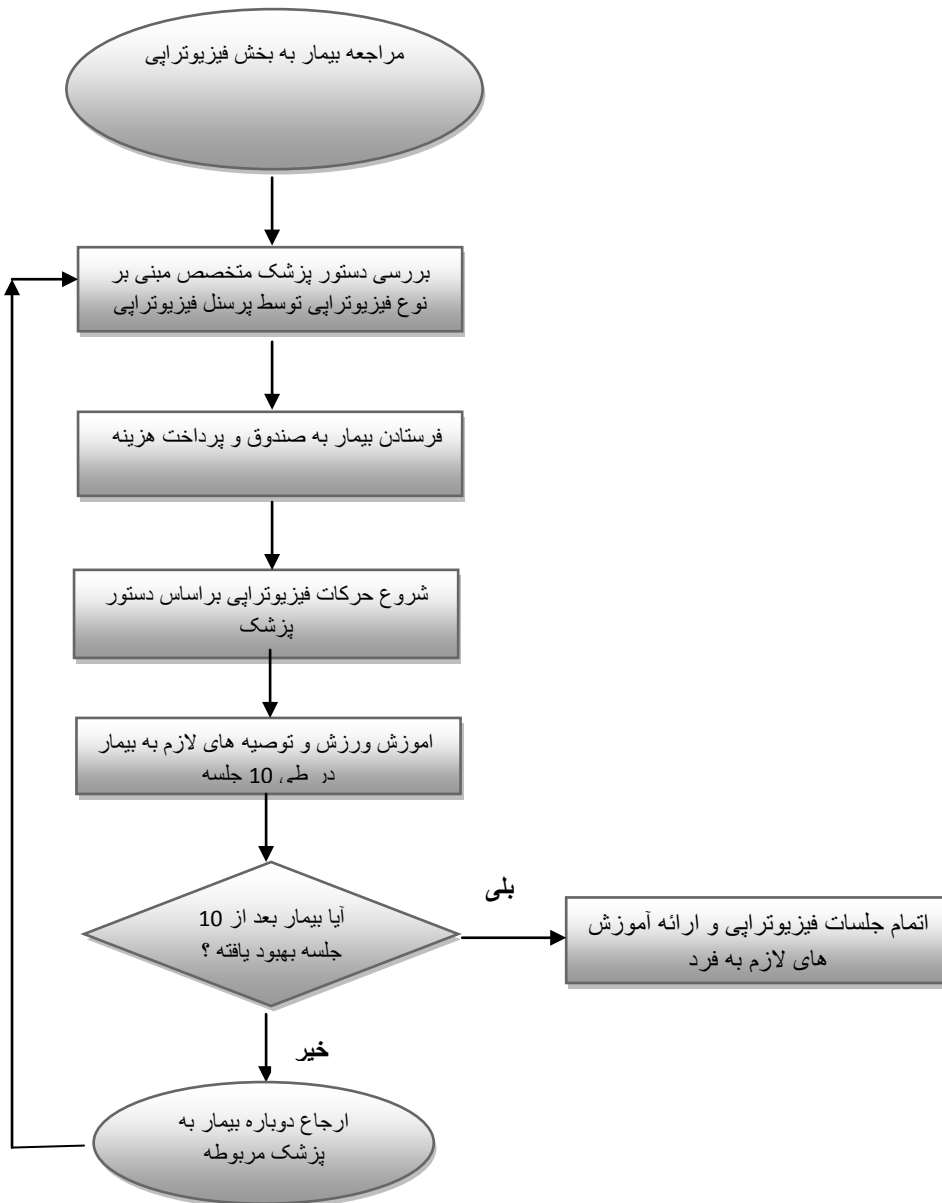 مراجعه بیمار به بخش فیزیوتراپی
بررسی دستور پزشک متخصص مبنی بر
نوع فیزیوتراپی توسط پرسنل فیزیوتراپی
فرستادن بیمار به صندوق و پرداخت هزینه
شروع حرکات فیزیوتراپی براساس دستور
پزشک
اموزش ورزش و توصیه های لازم به بیمار
در طی 10 جلسه
آیا بیمار بعد از 10
جلسه بهبود یافته ؟
بلی
اتمام جلسات فیزیوتراپی و ارائه آموزش
های لازم به فرد
خیر
ارجاع دوباره بیمار به
پزشک مربوطه